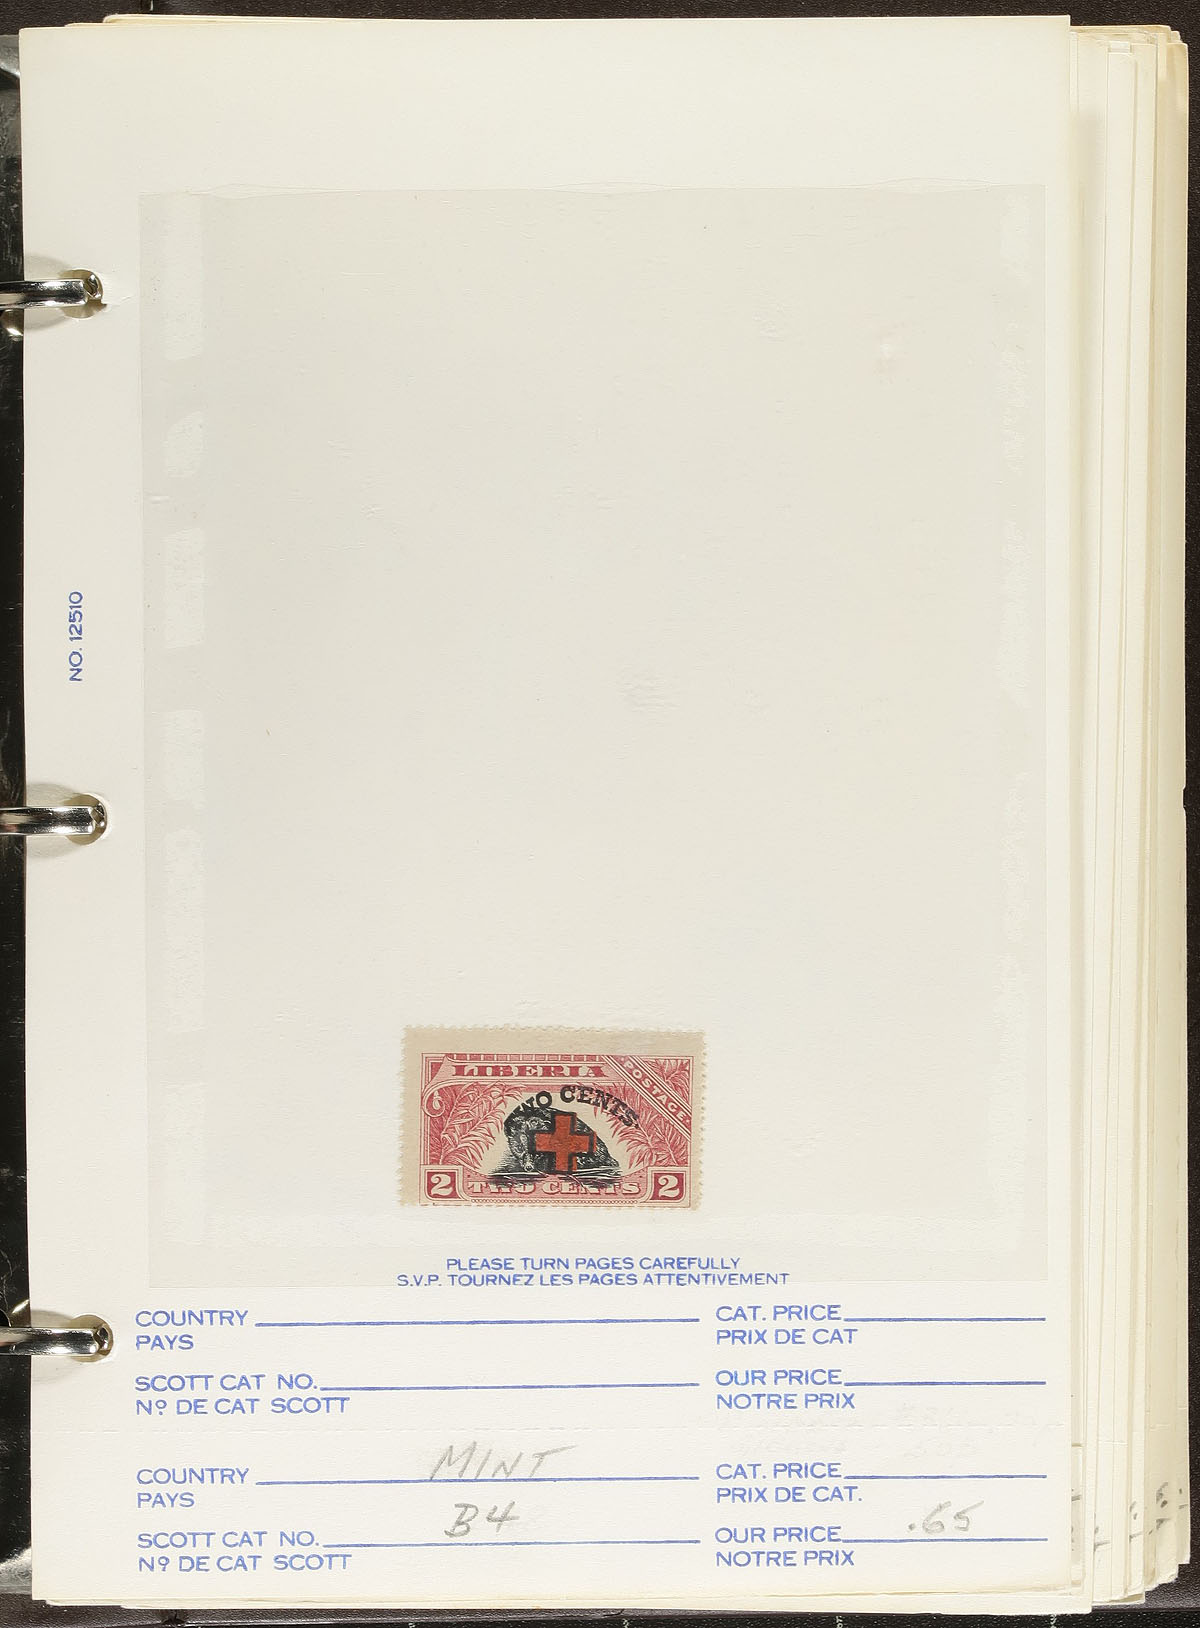 NO. 12510
LIBERIA
POSTAGE
TWO CENTS
2 TWO CENTS 2
PLEASE TURN PAGES CAREFULLY
S.V.P. TOURNEZ LES PAGES ATTENTIVEMENT
COUNTRY CAT. PRICE
PAYS PRIX DE CAT
SCOTT CAT NO. OUR PRICE
Nº DE CAT SCOTT NOTRE PRIX
COUNTRY MINT CAT. PRICE
PAYS PRIX DE CAT.
SCOTT CAT NO. B4 OUR PRICE .65
Nº DE CAT SCOTT NOTRE PRIX